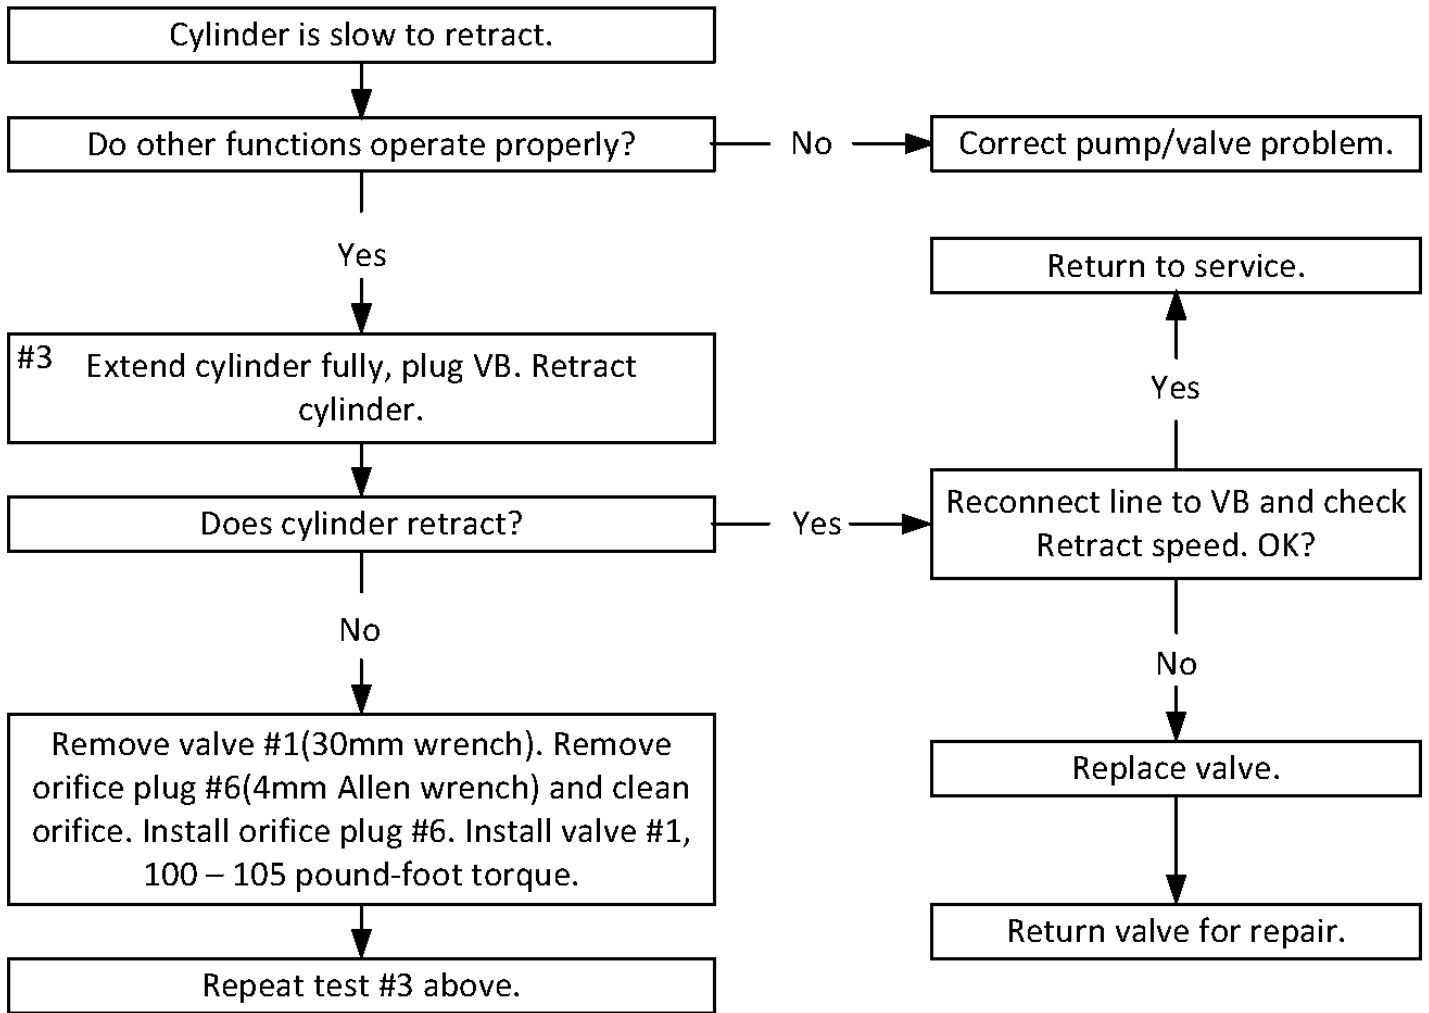 Cylinder is slow to retract.
Do other functions operate properly?
No
Correct pump/valve problem.
Yes
Return to service.
#3
Extend cylinder fully, plug VB. Retract
cylinder.
Yes
Does cylinder retract?
Yes
Reconnect line to VB and check
Retract speed. OK?
No
No
Remove valve #1(30mm wrench). Remove
orifice plug #6(4mm Allen wrench) and clean
orifice. Install orifice plug #6. Install valve #1,
100 – 105 pound-foot torque.
Replace valve.
Return valve for repair.
Repeat test #3 above.